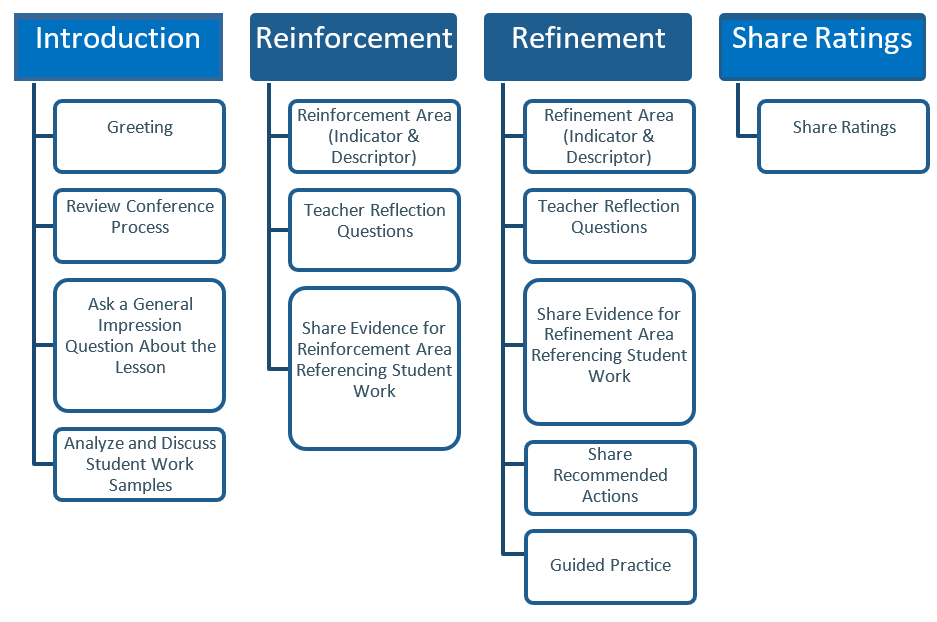 Introduction
Greeting
Review Conference
Process
Ask a General
Impression
Question About the
Lesson
Analyze and Discuss
Student Work
Samples
Reinforcement
Reinforcement Area
(Indicator &
Descriptor)
Teacher Reflection
Questions
Share Evidence for
Reinforcement Area
Referencing Student
Work
Refinement
Refinement Area
(Indicator &
Descriptor)
Teacher Reflection
Questions
Share Evidence for
Refinement Area
Referencing Student
Work
Share
Recommended
Actions
Guided Practice
Share Ratings
Share Ratings